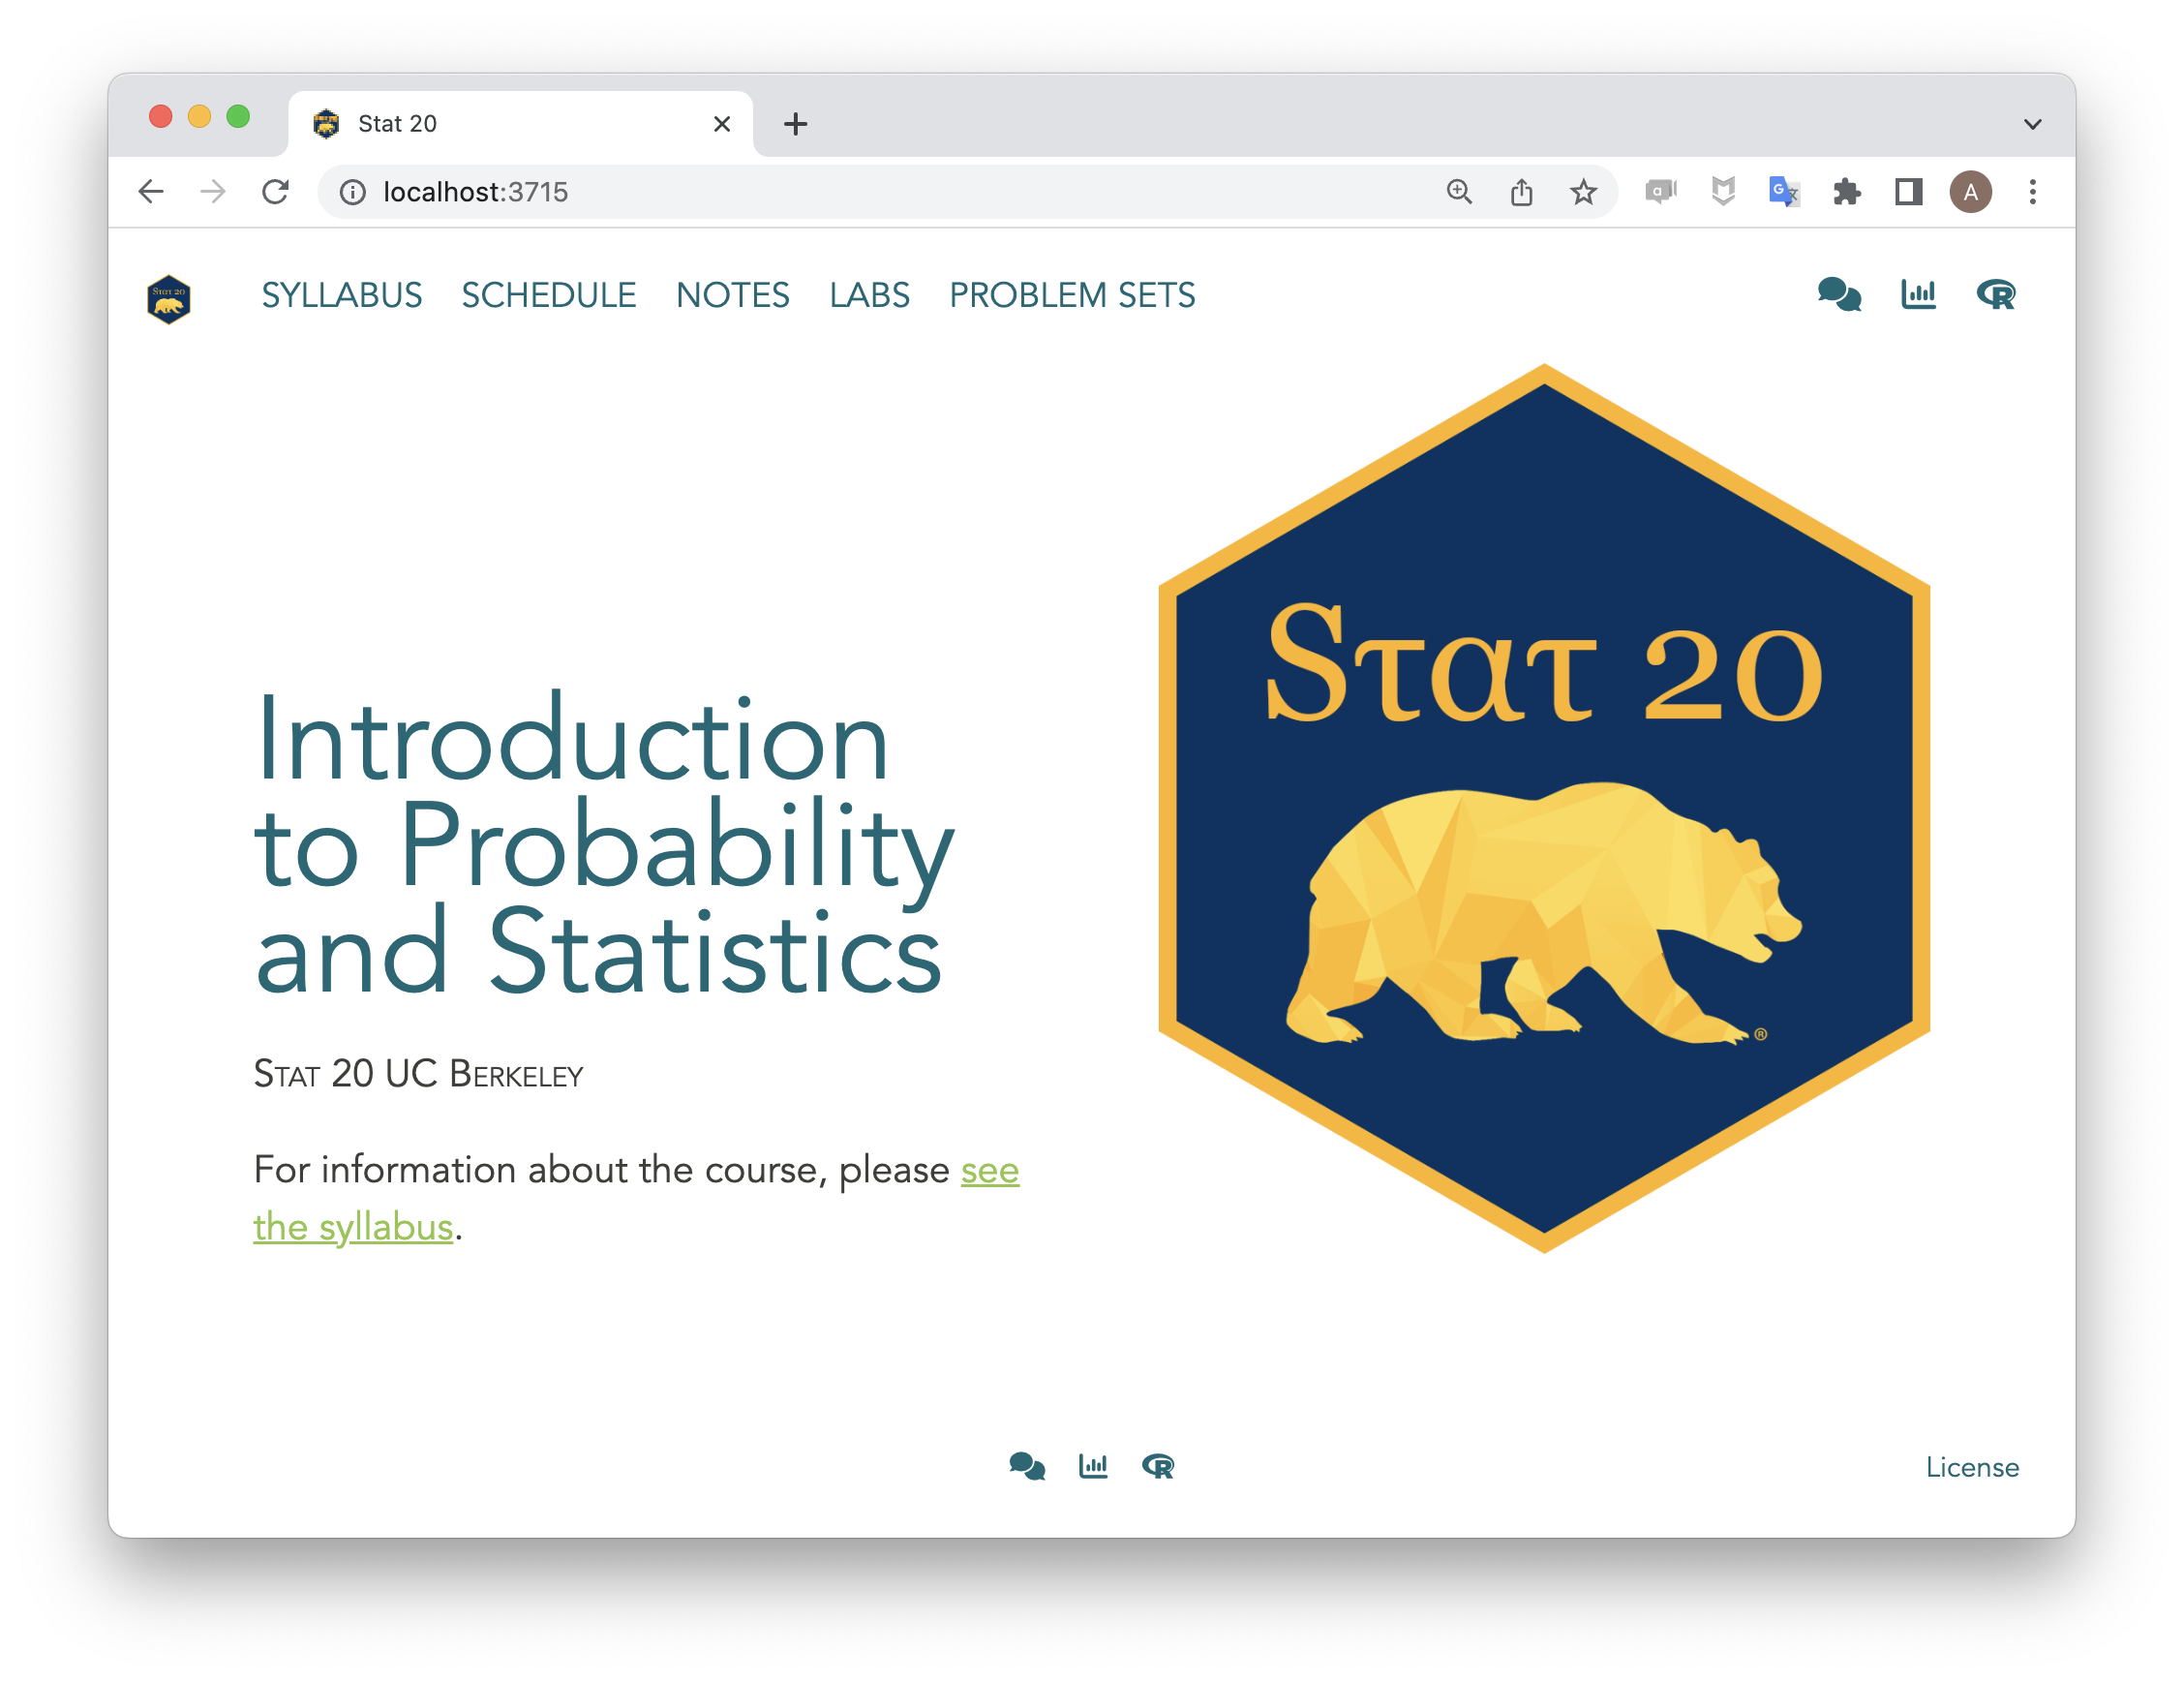 Stat 20
localhost:3715
A
SYLLABUS SCHEDULE NOTES LABS PROBLEM SETS
Sτατ 20
Introduction
to Probability
and Statistics
Stat 20 UC Berkeley
For information about the course, please see
the syllabus.
®
License